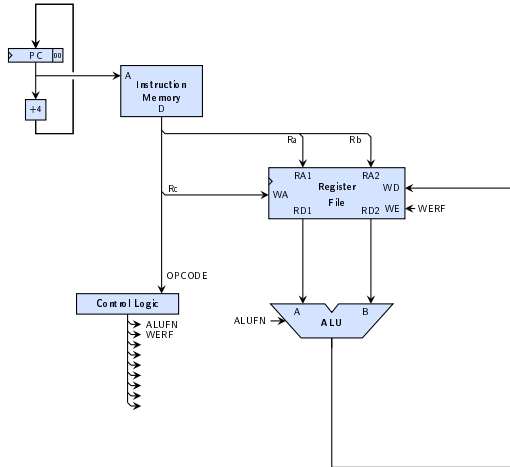 PC 00
A
Instruction
Memory
D
+4
Ra Rb
RA1 RA2
Rc
WA
Register
File
WD
WE WERF
RD1 RD2
OPCODE
Control Logic
ALUFN
WERF
ALUFN
A B
ALU